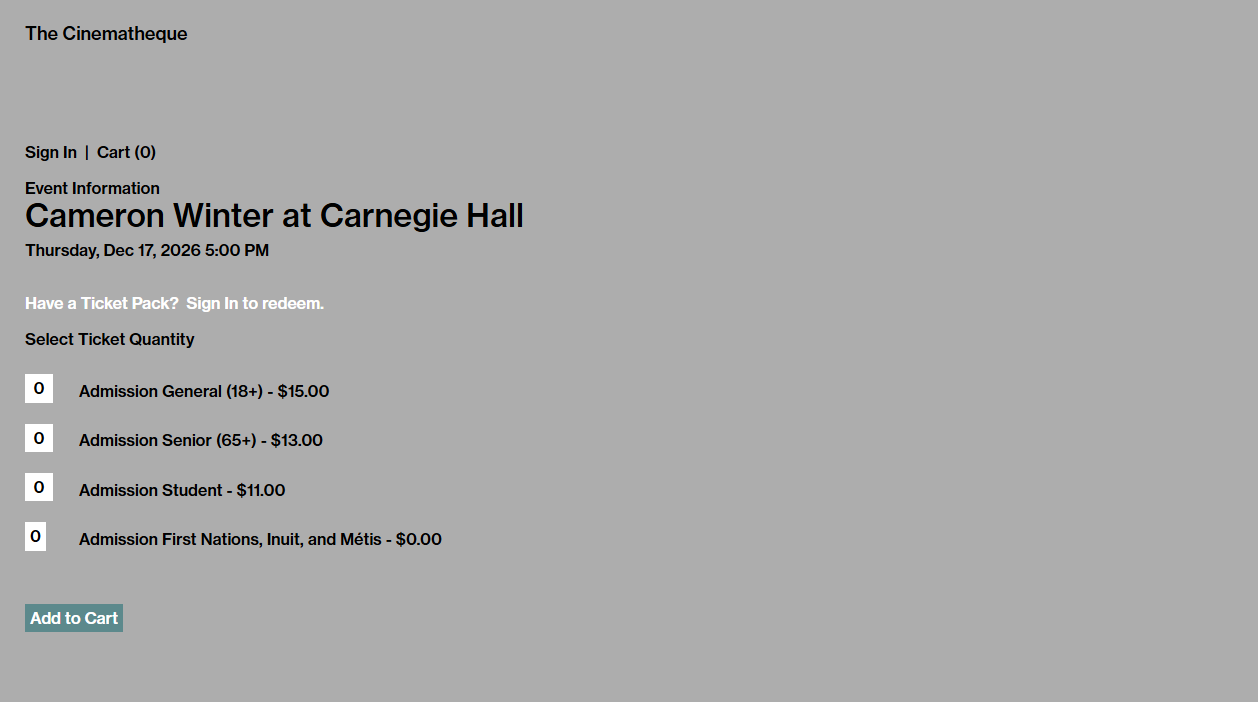 The Cinematheque
Sign In | Cart (0)
Event Information
Cameron Winter at Carnegie Hall
Thursday, Dec 17, 2026 5:00 PM
Have a Ticket Pack? Sign In to redeem.
Select Ticket Quantity
0 Admission General (18+) - $15.00
0 Admission Senior (65+) - $13.00
0 Admission Student - $11.00
0 Admission First Nations, Inuit, and Métis - $0.00
Add to Cart